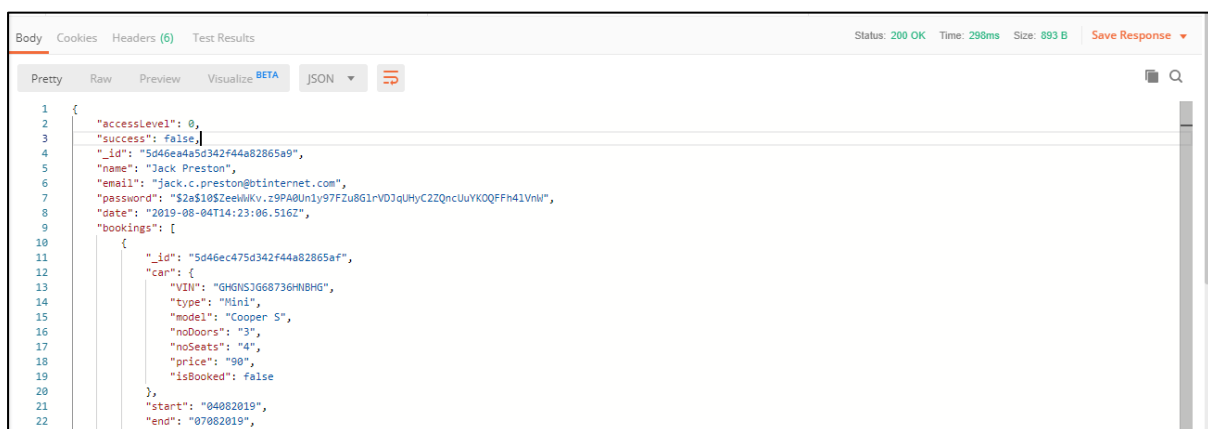 Body Cookies Headers (6) Test Results Status: 200 OK Time: 298ms Size: 893 B Save Response
Pretty Raw Preview Visualize BETA JSON
1 {
2 "accessLevel": 0,
3 "success": false,
4 "_id": "5d46ea4a5d342f44a82865a9",
5 "name": "Jack Preston",
6 "email": "jack.c.preston@btinternet.com",
7 "password": "$2a$10$ZeeWWKv.z9PA0Un1y97FZu8GlrVDJqUHyC2ZQncUuYKOQFFh4lVnW",
8 "date": "2019-08-04T14:23:06.516Z",
9 "bookings": [
10 {
11 "_id": "5d46ec475d342f44a82865af",
12 "car": {
13 "VIN": "GHGNSJG68736HNBHG",
14 "type": "Mini",
15 "model": "Cooper S",
16 "noDoors": "3",
17 "noSeats": "4",
18 "price": "90",
19 "isBooked": false
20 },
21 "start": "04082019",
22 "end": "07082019",